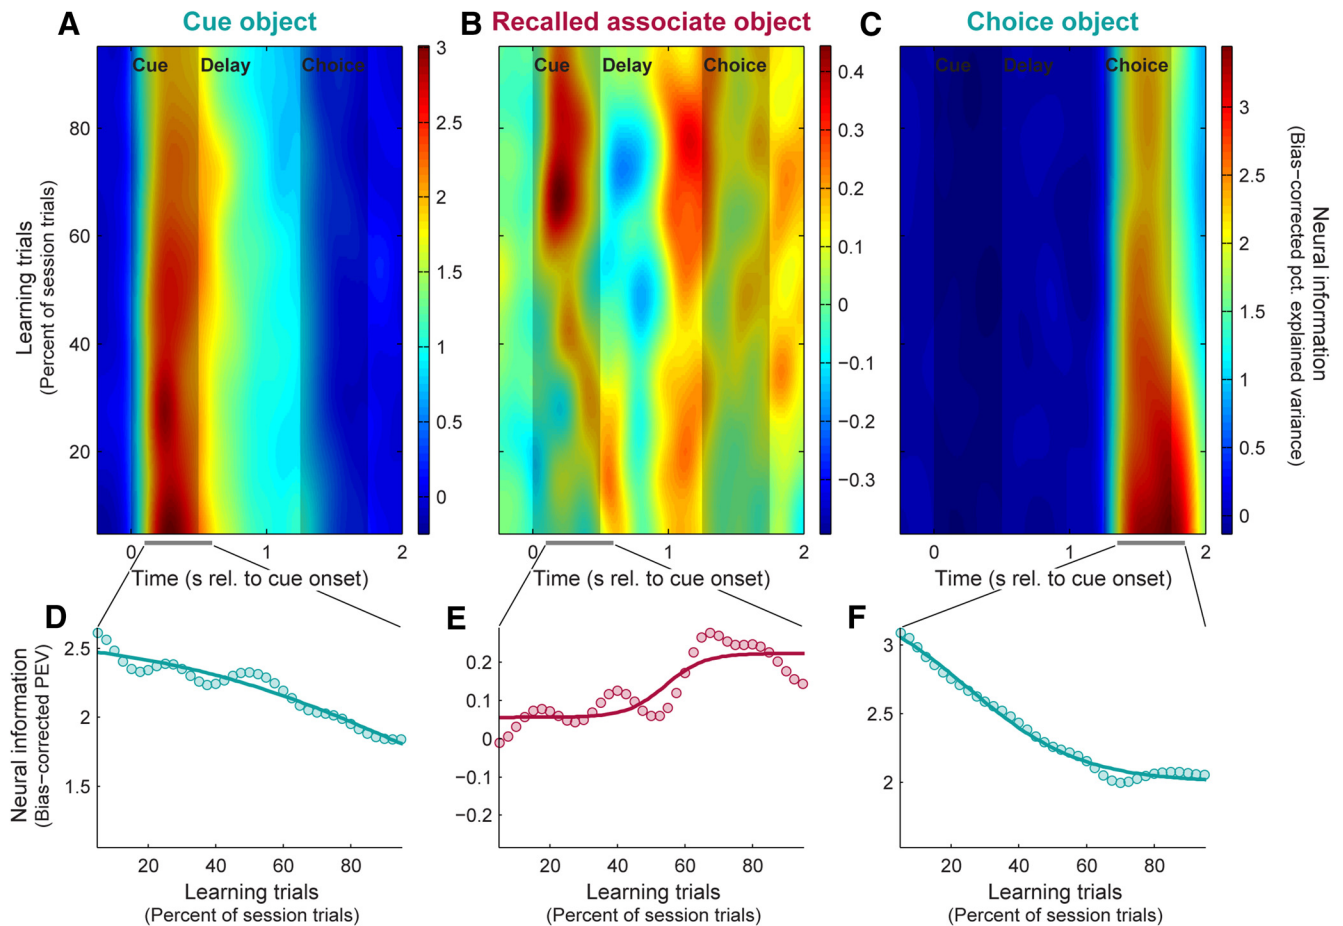 A Cue object
B Recalled associate object
C Choice object
Learning trials
(Percent of session trials)
80
60
40
20
Cue Delay Choice
0 1 2
Time (s rel. to cue onset)
3
2.5
2
1.5
1
0.5
0
Cue Delay Choice
0 1 2
Time (s rel. to cue onset)
0.4
0.3
0.2
0.1
0
−0.1
−0.2
−0.3
Cue Delay Choice
0 1 2
Time (s rel. to cue onset)
3
2.5
2
1.5
1
0.5
0
Neural information
(Bias−corrected pct. explained variance)
D
Neural information
(Bias−corrected PEV)
2.5
2
1.5
20 40 60 80
Learning trials
(Percent of session trials)
E
0.2
0.1
0
−0.1
−0.2
20 40 60 80
Learning trials
(Percent of session trials)
F
3
2.5
2
20 40 60 80
Learning trials
(Percent of session trials)